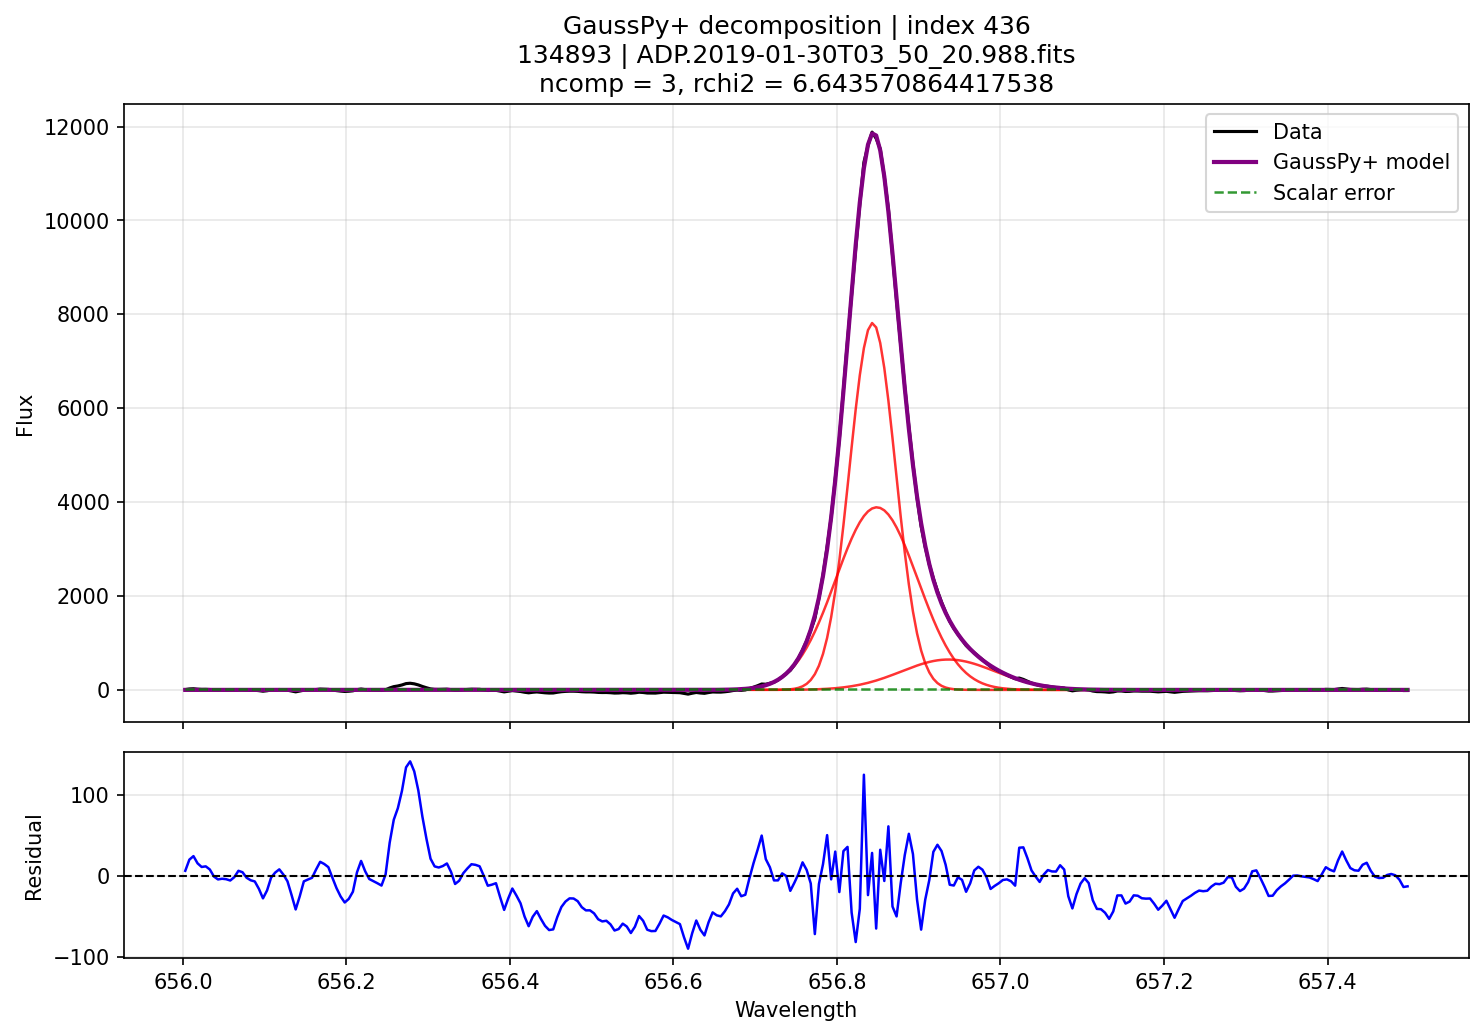 GaussPy+ decomposition | index 436
134893 | ADP.2019-01-30T03_50_20.988.fits
ncomp = 3, rchi2 = 6.643570864417538
Data
GaussPy+ model
Scalar error
Flux
12000
10000
8000
6000
4000
2000
0
Residual
100
0
−100
656.0 656.2 656.4 656.6 656.8 657.0 657.2 657.4
Wavelength